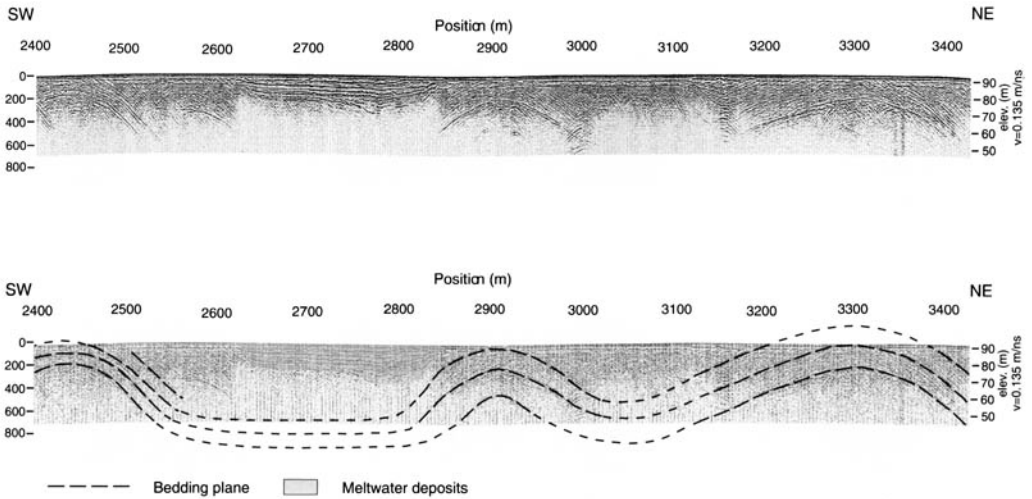 SW
Position (m)
NE
2400 2500 2600 2700 2800 2900 3000 3100 3200 3300 3400
0
200
400
600
800
90
80
70
60
50
elev. (m)
v=0.135 m/ns
Position (m)
SW
NE
2400 2500 2600 2700 2800 2900 3000 3100 3200 3300 3400
0
200
400
600
800
90
80
70
60
50
elev. (m)
v=0.135 m/ns
Bedding plane
Meltwater deposits